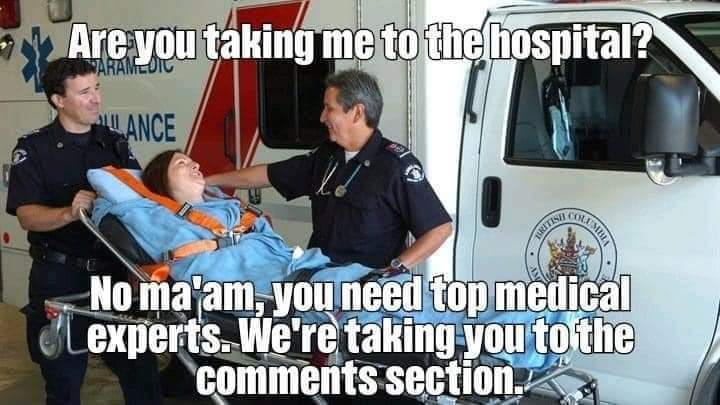 Are you taking me to the hospital?
PARAMEDIC
ULANCE
BRITISH COLUMBIA
No ma'am, you need top medical
experts. We're taking you to the
comments section.